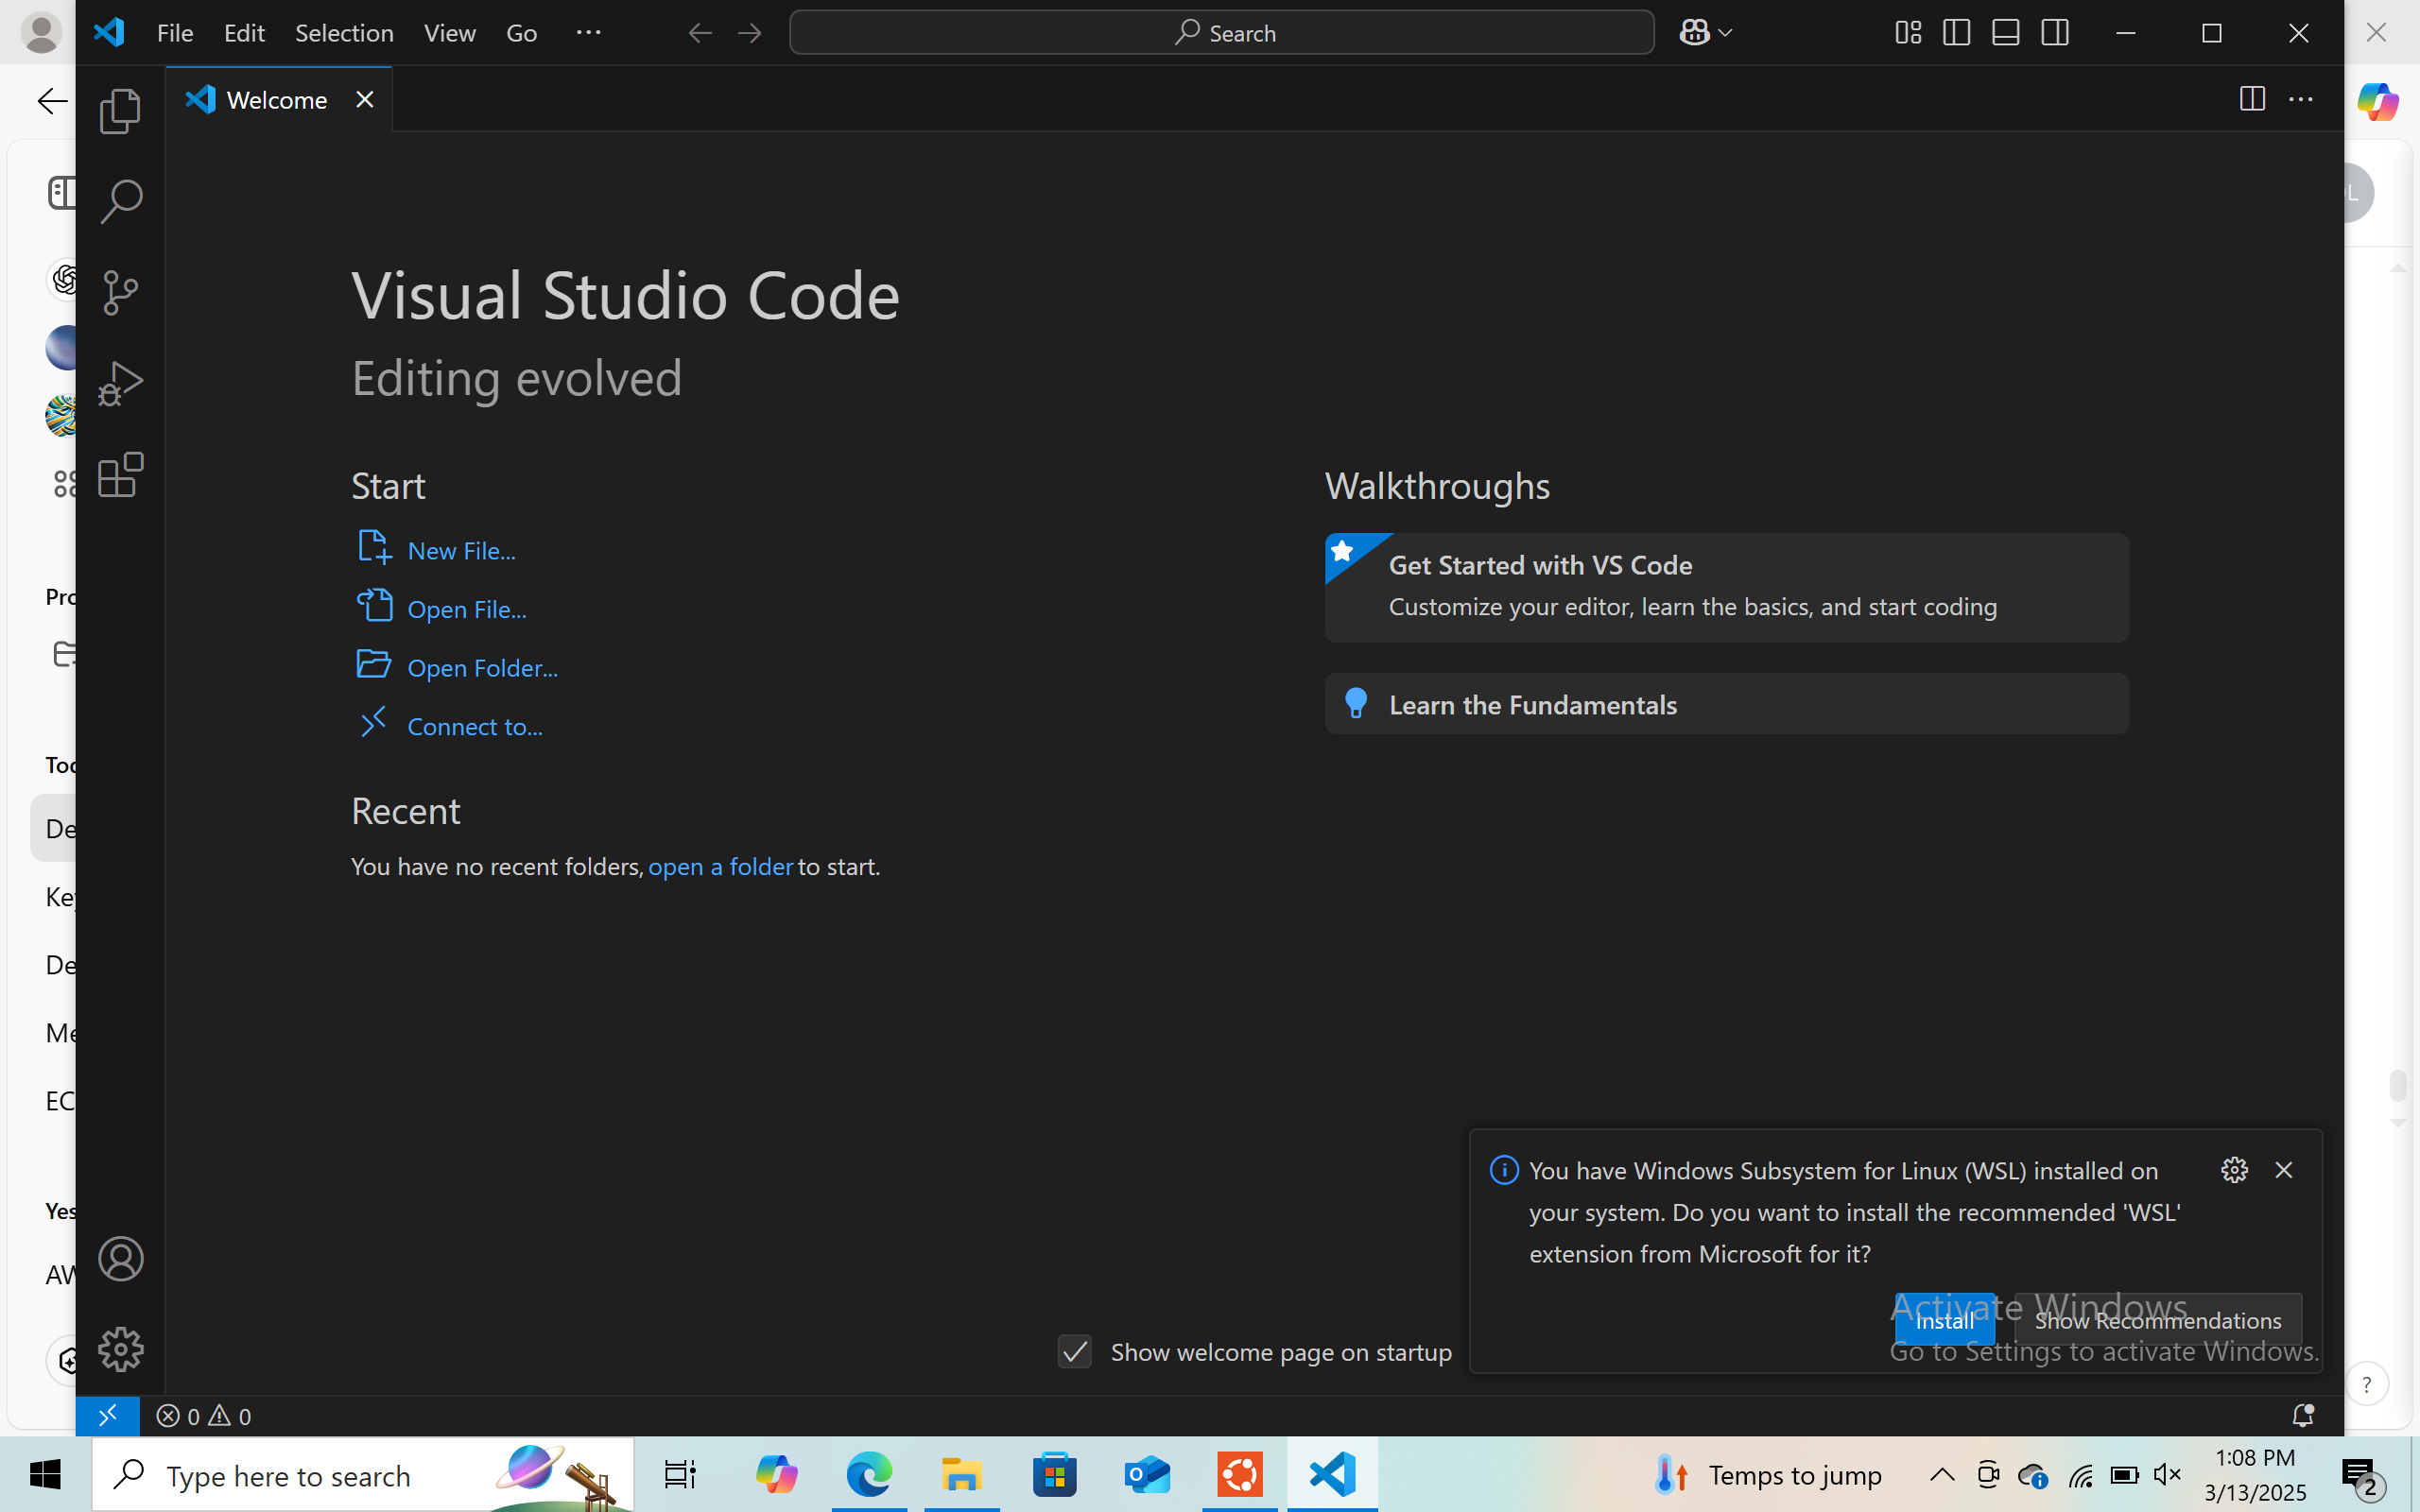 File Edit Selection View Go ...
Search
Welcome
L
Visual Studio Code
Editing evolved
Start
New File...
Open File...
Open Folder...
Connect to...
Walkthroughs
Get Started with VS Code
Customize your editor, learn the basics, and start coding
Learn the Fundamentals
Recent
You have no recent folders, open a folder to start.
Pro
De
De
EC
Yes
You have Windows Subsystem for Linux (WSL) installed on
your system. Do you want to install the recommended 'WSL'
extension from Microsoft for it?
Install
Show Recommendations
Activate Windows
Go to Settings to activate Windows.
Show welcome page on startup
?
0 0
Type here to search
Temps to jump
1:08 PM
3/13/2025
2